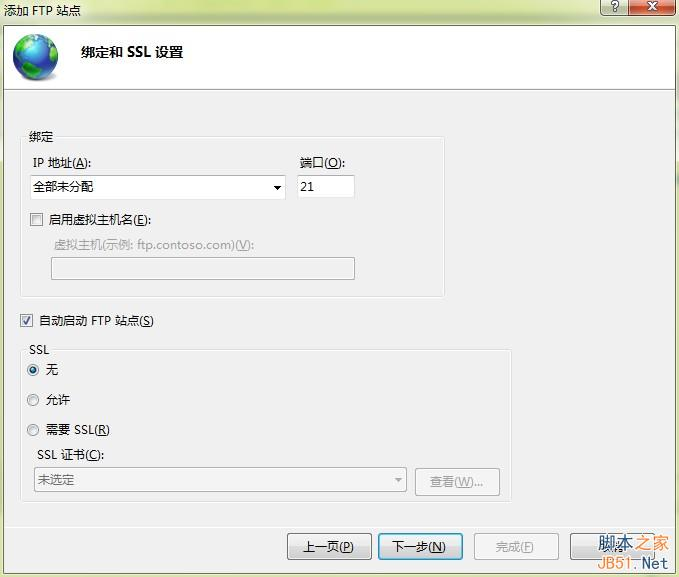 添加 FTP 站点
绑定和 SSL 设置
绑定
IP 地址(A): 端口(O):
全部未分配 21
启用虚拟主机名(E):
虚拟主机(示例: ftp.contoso.com)(V):
自动启动 FTP 站点(S)
SSL
无
允许
需要 SSL(R)
SSL 证书(C):
未选定 查看(W)...
上一页(P) 下一步(N) 完成(F)
脚本之家
JB51.Net